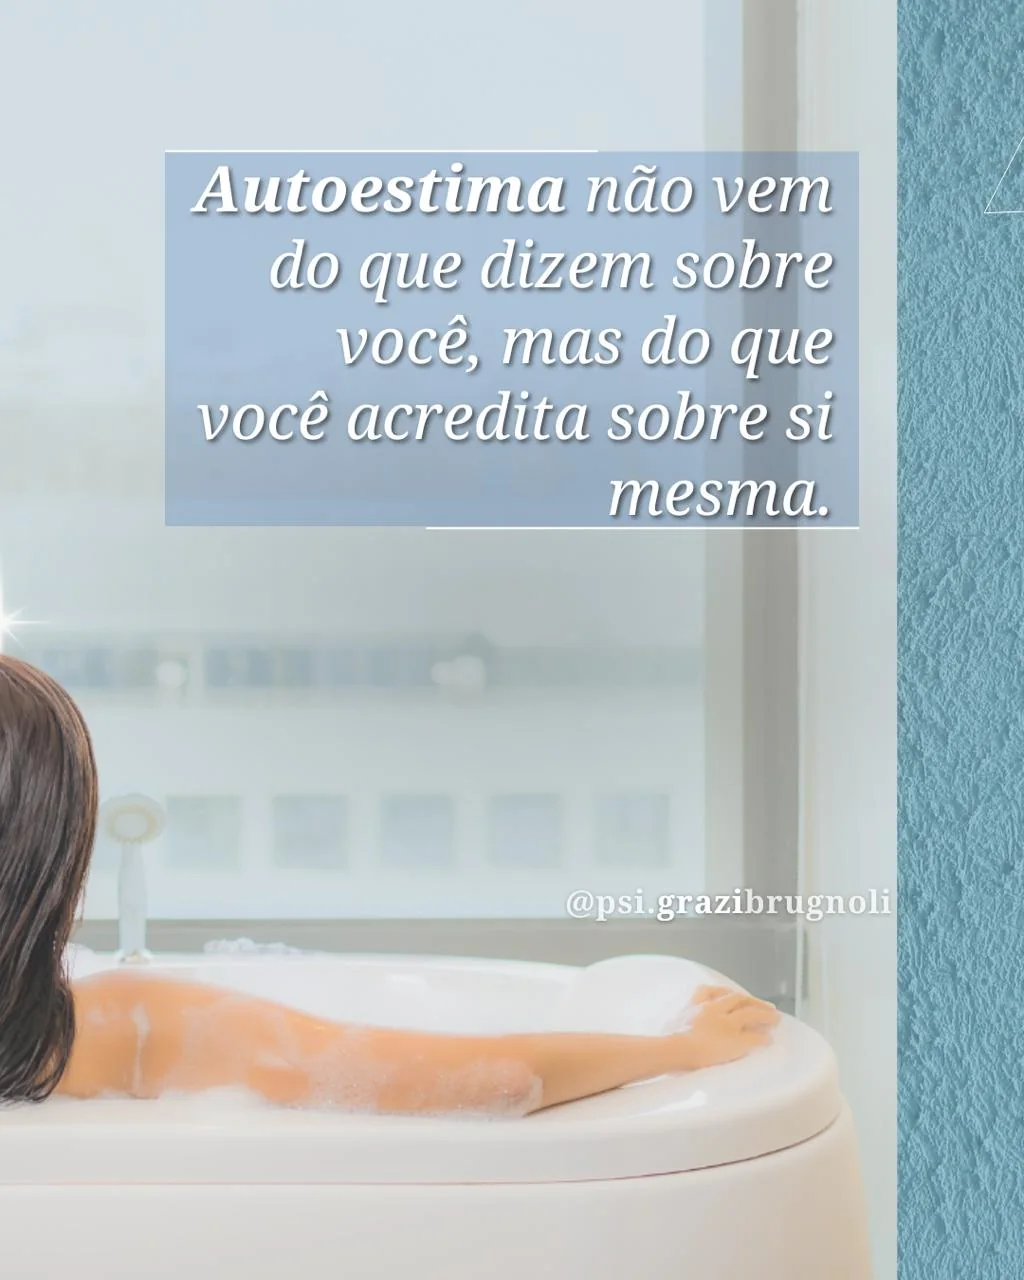 Autoestima não vem
do que dizem sobre
você, mas do que
você acredita sobre si
mesma.
@psi.grazibrugnoli